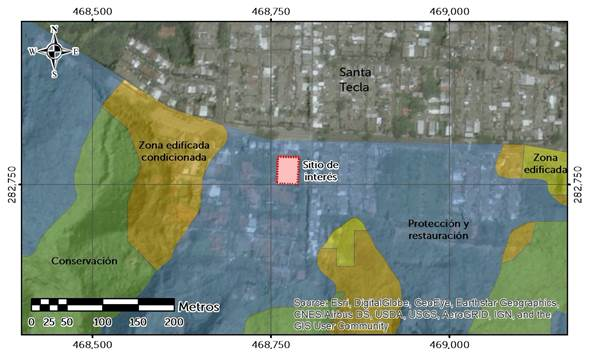 468,500 468,750 469,000
N
W E
S
Santa
Tecla
Zona edificada
condicionada
Sitio de
interés
Zona
edificada
282,750
282,750
Protección y
restauración
Conservación
Metros
0 25 50 100 150 200
Source: Esri, DigitalGlobe, GeoEye, Earthstar Geographics,
CNES/Airbus DS, USDA, USGS, AeroGRID, IGN, and the
GIS User Community
468,500 468,750 469,000